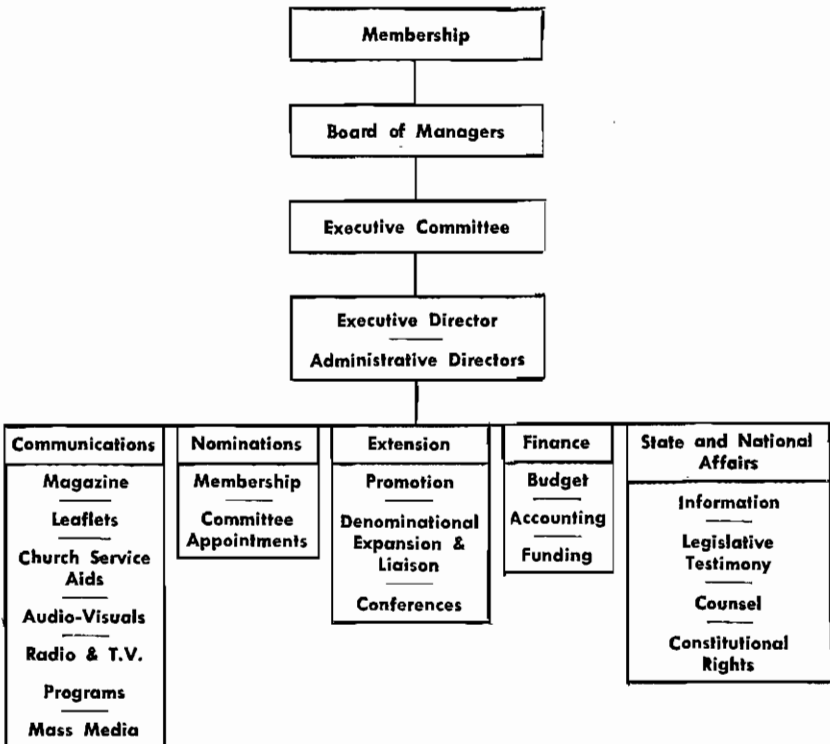 Membership
Board of Managers
Executive Committee
Executive Director
Administrative Directors
Communications
Magazine
Leaflets
Church Service
Aids
Audio-Visuals
Radio & T.V.
Programs
Mass Media
Nominations
Membership
Committee
Appointments
Extension
Promotion
Denominational
Expansion &
Liaison
Conferences
Finance
Budget
Accounting
Funding
State and National
Affairs
Information
Legislative
Testimony
Counsel
Constitutional
Rights